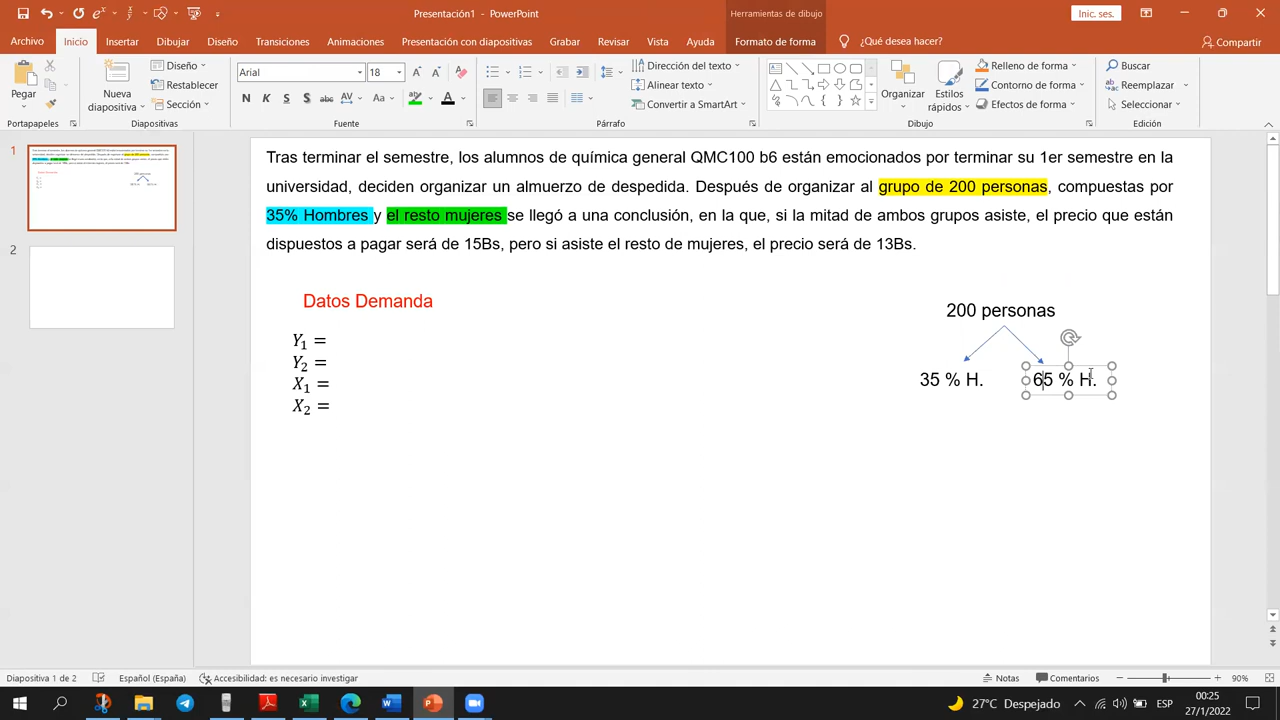 Presentación1 - PowerPoint
Herramientas de dibujo
Inic. ses.
Archivo Inicio Insertar Dibujar Diseño Transiciones Animaciones Presentación con diapositivas Grabar Revisar Vista Ayuda Formato de forma ¿Qué desea hacer? Compartir
Pegar
Nueva diapositiva
Diseño
Restablecer
Sección
Arial 18
N K S S abc AV Aa A
Dirección del texto
Alinear texto
Convertir a SmartArt
Organizar
Estilos rápidos
Relleno de forma
Contorno de forma
Efectos de forma
Buscar
Reemplazar
Seleccionar
Portapapeles Diapositivas Fuente Párrafo Dibujo Edición
1
2
Tras terminar el semestre, los alumnos de química general QMC100 b6 están emocionados por terminar su 1er semestre en la
universidad, deciden organizar un almuerzo de despedida. Después de organizar al grupo de 200 personas, compuestas por
35% Hombres y el resto mujeres se llegó a una conclusión, en la que, si la mitad de ambos grupos asiste, el precio que están
dispuestos a pagar será de 15Bs, pero si asiste el resto de mujeres, el precio será de 13Bs.
Datos Demanda
Y₁ =
Y₂ =
X₁ =
X₂ =
200 personas
35 % H. 65 % H.
Diapositiva 1 de 2 Español (España) Accesibilidad: es necesario investigar Notas Comentarios 90%
27°C Despejado ESP 00:25
27/1/2022